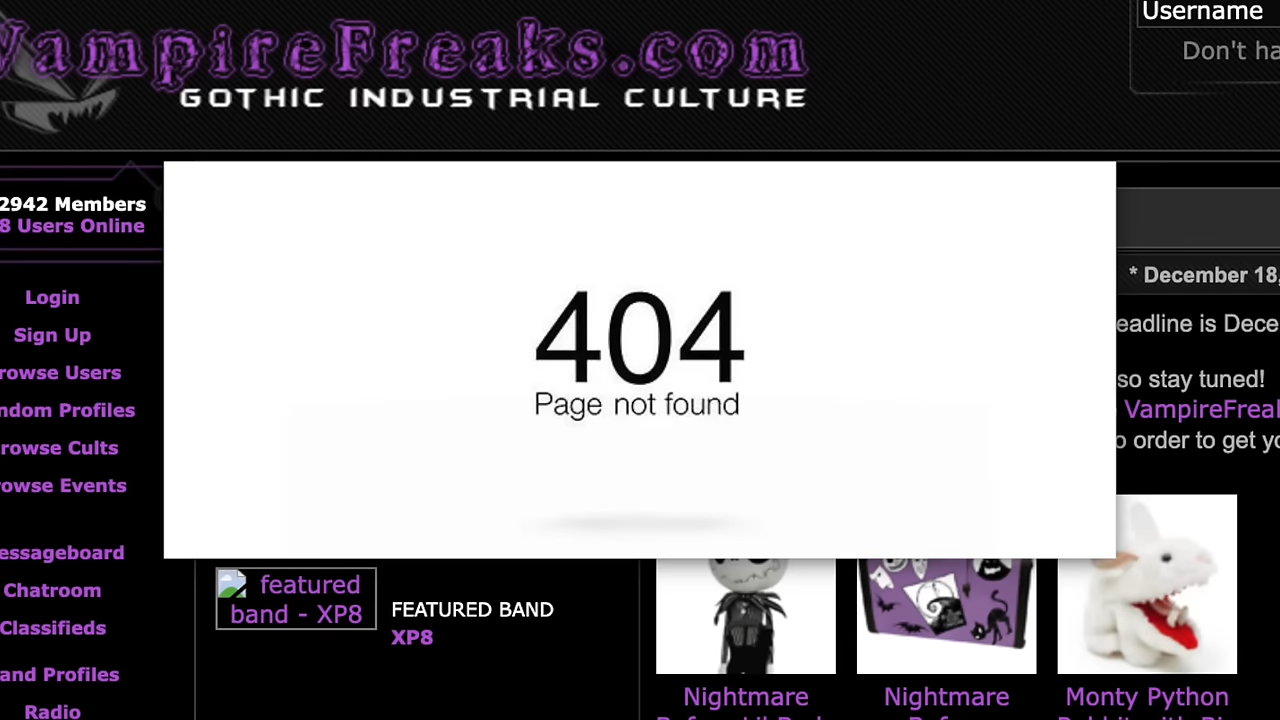 VampireFreaks.com
GOTHIC INDUSTRIAL CULTURE
Username
Don't ha
2942 Members
8 Users Online
Login
Sign Up
rowse Users
ndom Profiles
rowse Cults
owse Events
essageboard
Chatroom
Classifieds
and Profiles
Radio
404
Page not found
* December 18,
eadline is Dece
so stay tuned!
VampireFreak
o order to get yo
featured
band - XP8
FEATURED BAND
XP8
Nightmare
Nightmare
Monty Python